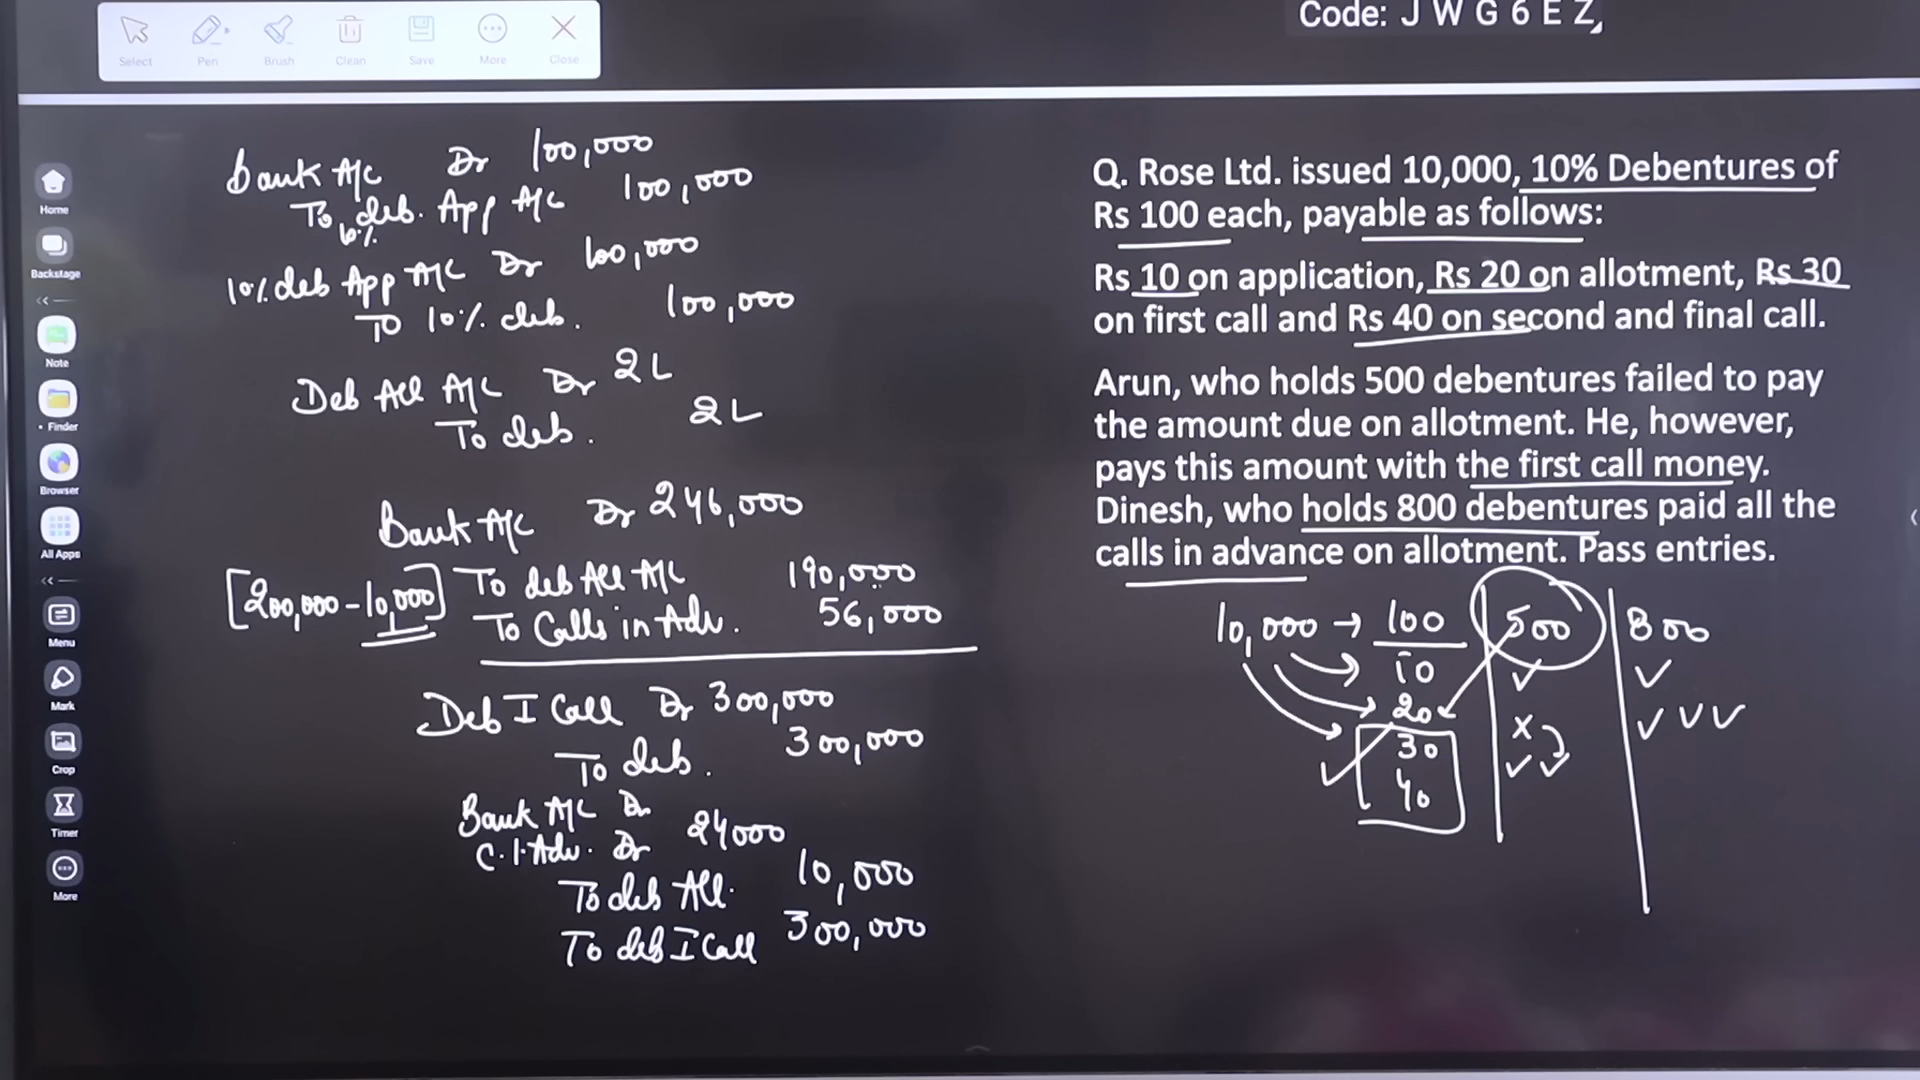 Code: J W G 6 E Z
Select
Pen
Brush
Clean
Save
More
Close
Home
Backstage
Note
Finder
Browser
All Apps
Menu
Mark
Crop
Timer
More
Bank A/C Dr 100,000
To deb. App A/C 100,000
10%
10% deb App A/C Dr 100,000
To 10% deb. 100,000
Deb All A/C Dr 2 L
To deb. 2 L
Bank A/C Dr 246,000
[200,000 - 10,000] To deb All A/C 190,000
To Calls in Adv. 56,000
Deb I Call Dr 300,000
To deb. 300,000
Bank A/C Dr
C.I. Adv. Dr 24000
To deb All. 10,000
To deb I Call 300,000
Q. Rose Ltd. issued 10,000, 10% Debentures of
Rs 100 each, payable as follows:
Rs 10 on application, Rs 20 on allotment, Rs 30
on first call and Rs 40 on second and final call.
Arun, who holds 500 debentures failed to pay
the amount due on allotment. He, however,
pays this amount with the first call money.
Dinesh, who holds 800 debentures paid all the
calls in advance on allotment. Pass entries.
10,000 → 100 500 800
10
20
30
40